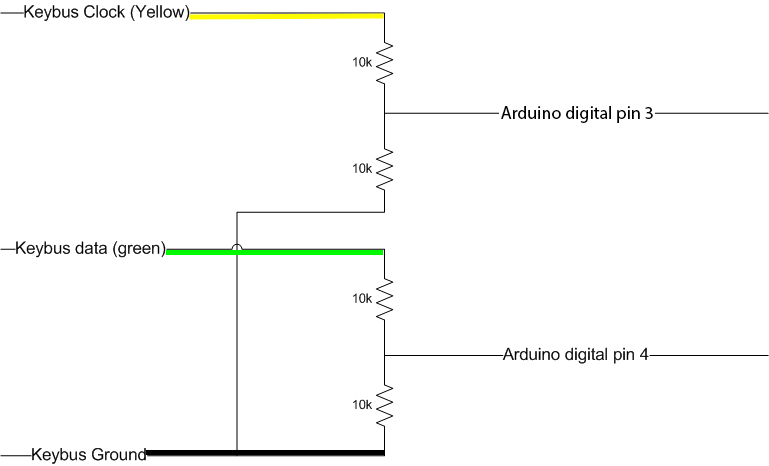 Keybus Clock (Yellow)
10k
Arduino digital pin 3
10k
Keybus data (green)
10k
Arduino digital pin 4
10k
Keybus Ground